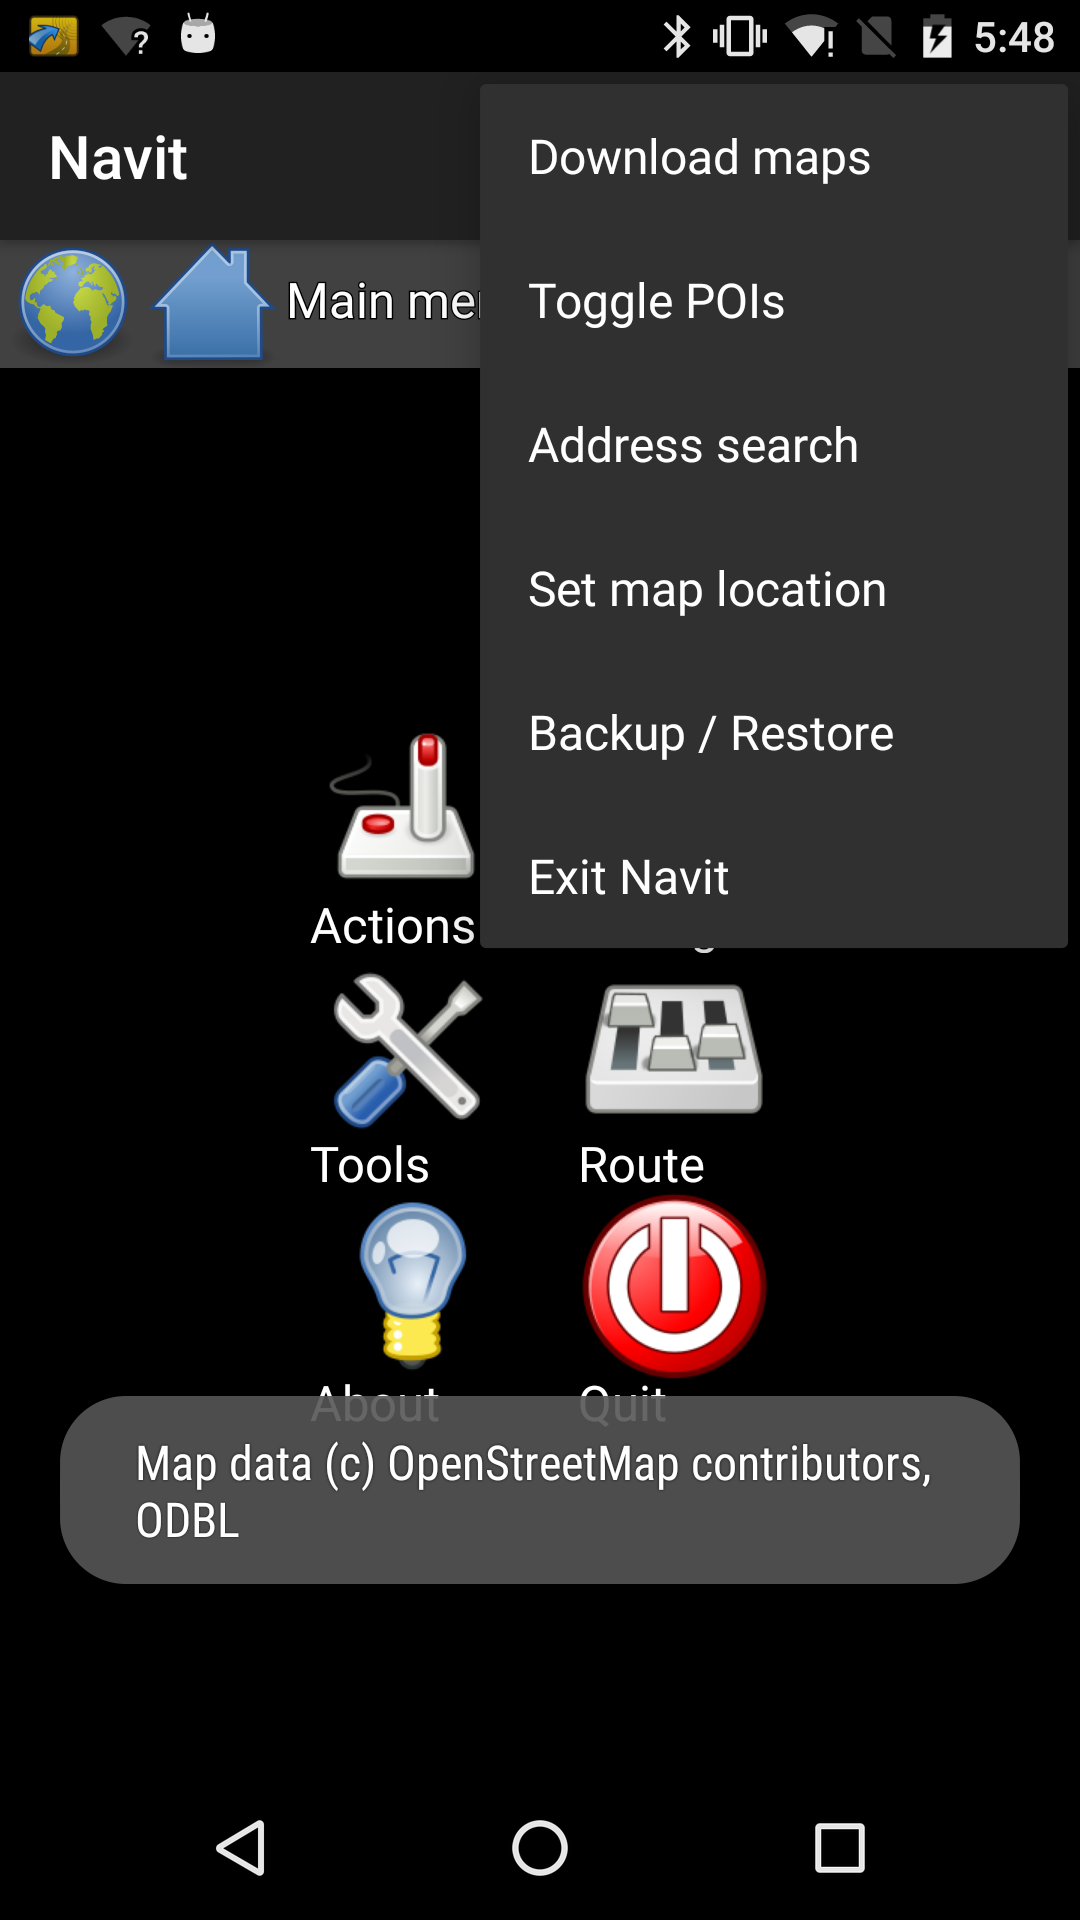 5:48
Navit
Download maps
Main me
Toggle POIs
Address search
Set map location
Backup / Restore
Exit Navit
Actions
Tools
Route
About
Quit
Map data (c) OpenStreetMap contributors,
ODBL